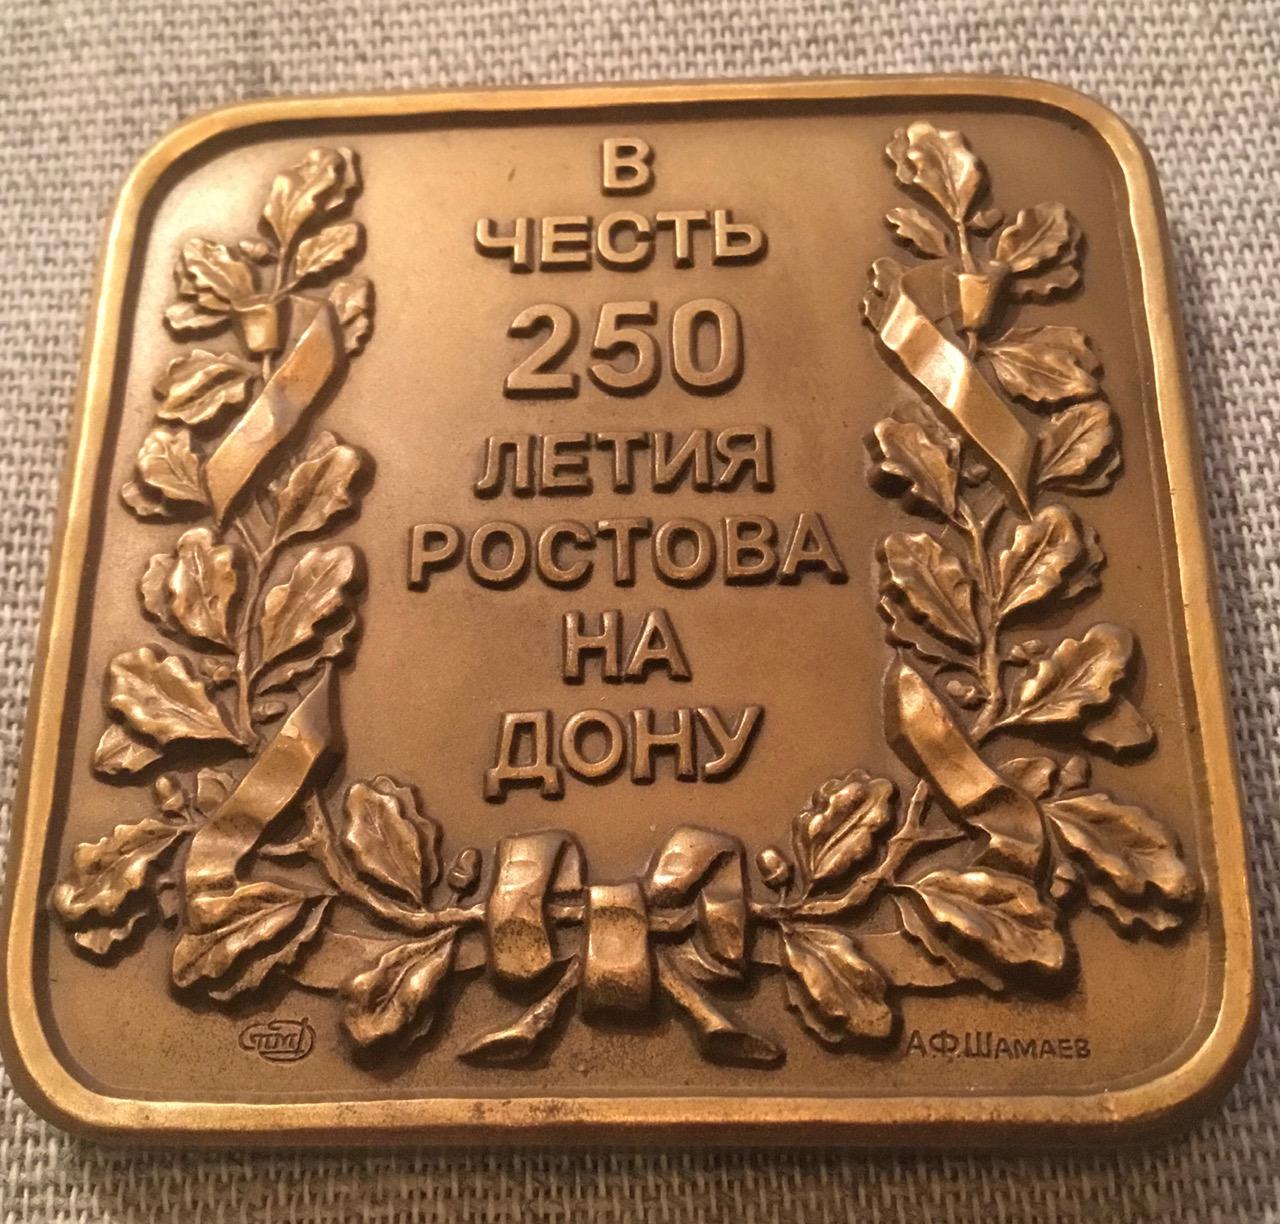 В
ЧЕСТЬ
250
ЛЕТИЯ
РОСТОВА
НА
ДОНУ
А.Ф.ШАМАЕВ